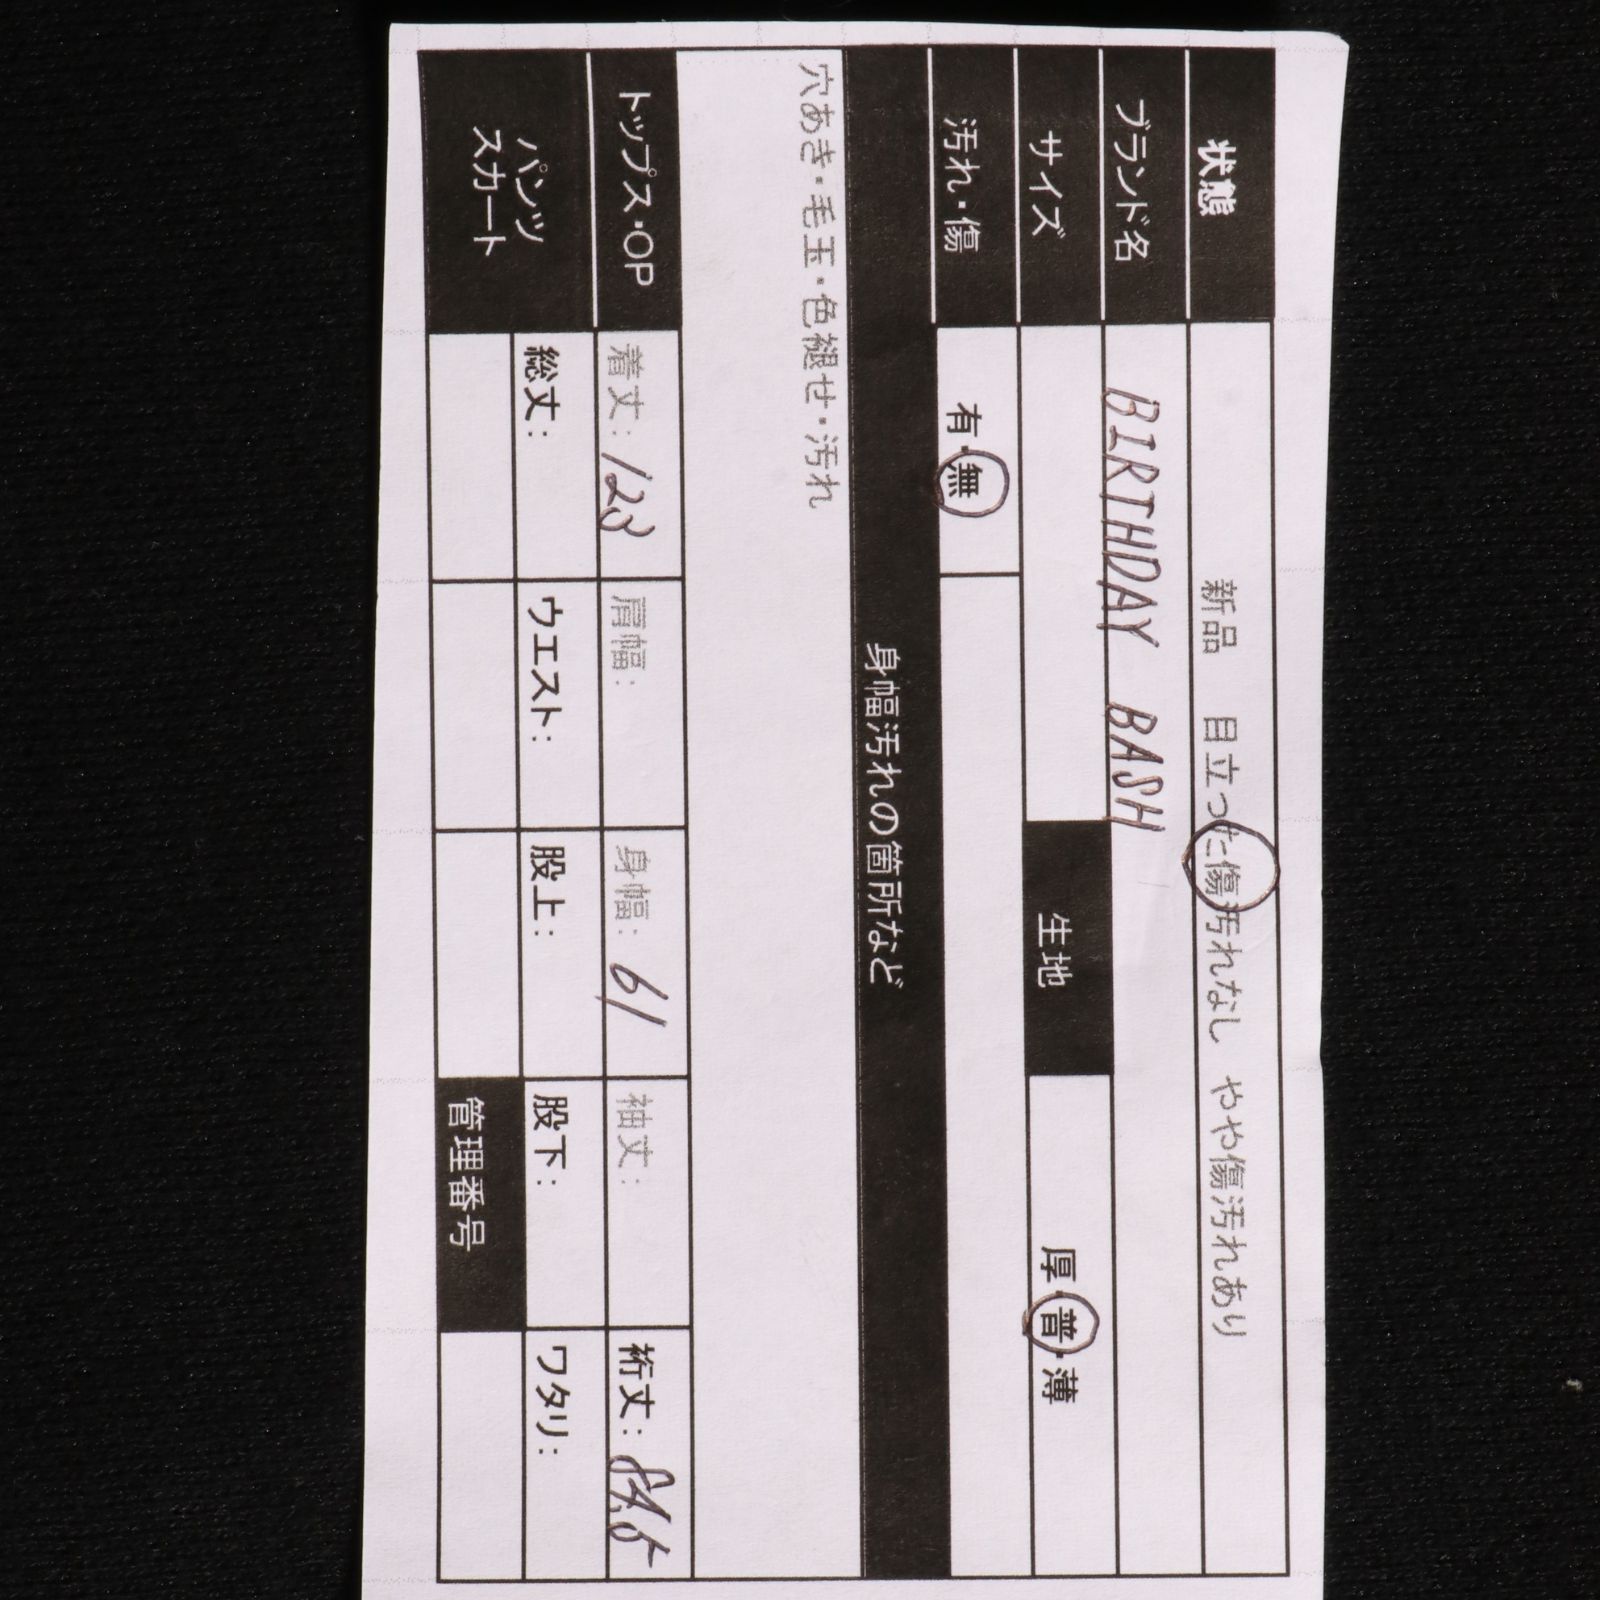 状態 新品 目立った傷汚れなし やや傷汚れあり
ブランド名 BIRTHDAY BASH
サイズ 生地 厚・普・薄
汚れ・傷 有・無
身幅汚れの箇所など
穴あき・毛玉・色褪せ・汚れ
トップス・OP 着丈：123 肩幅： 身幅：61 袖丈： 裄丈：84.5
パンツ スカート 総丈： ウエスト： 股上： 股下： ワタリ：
管理番号